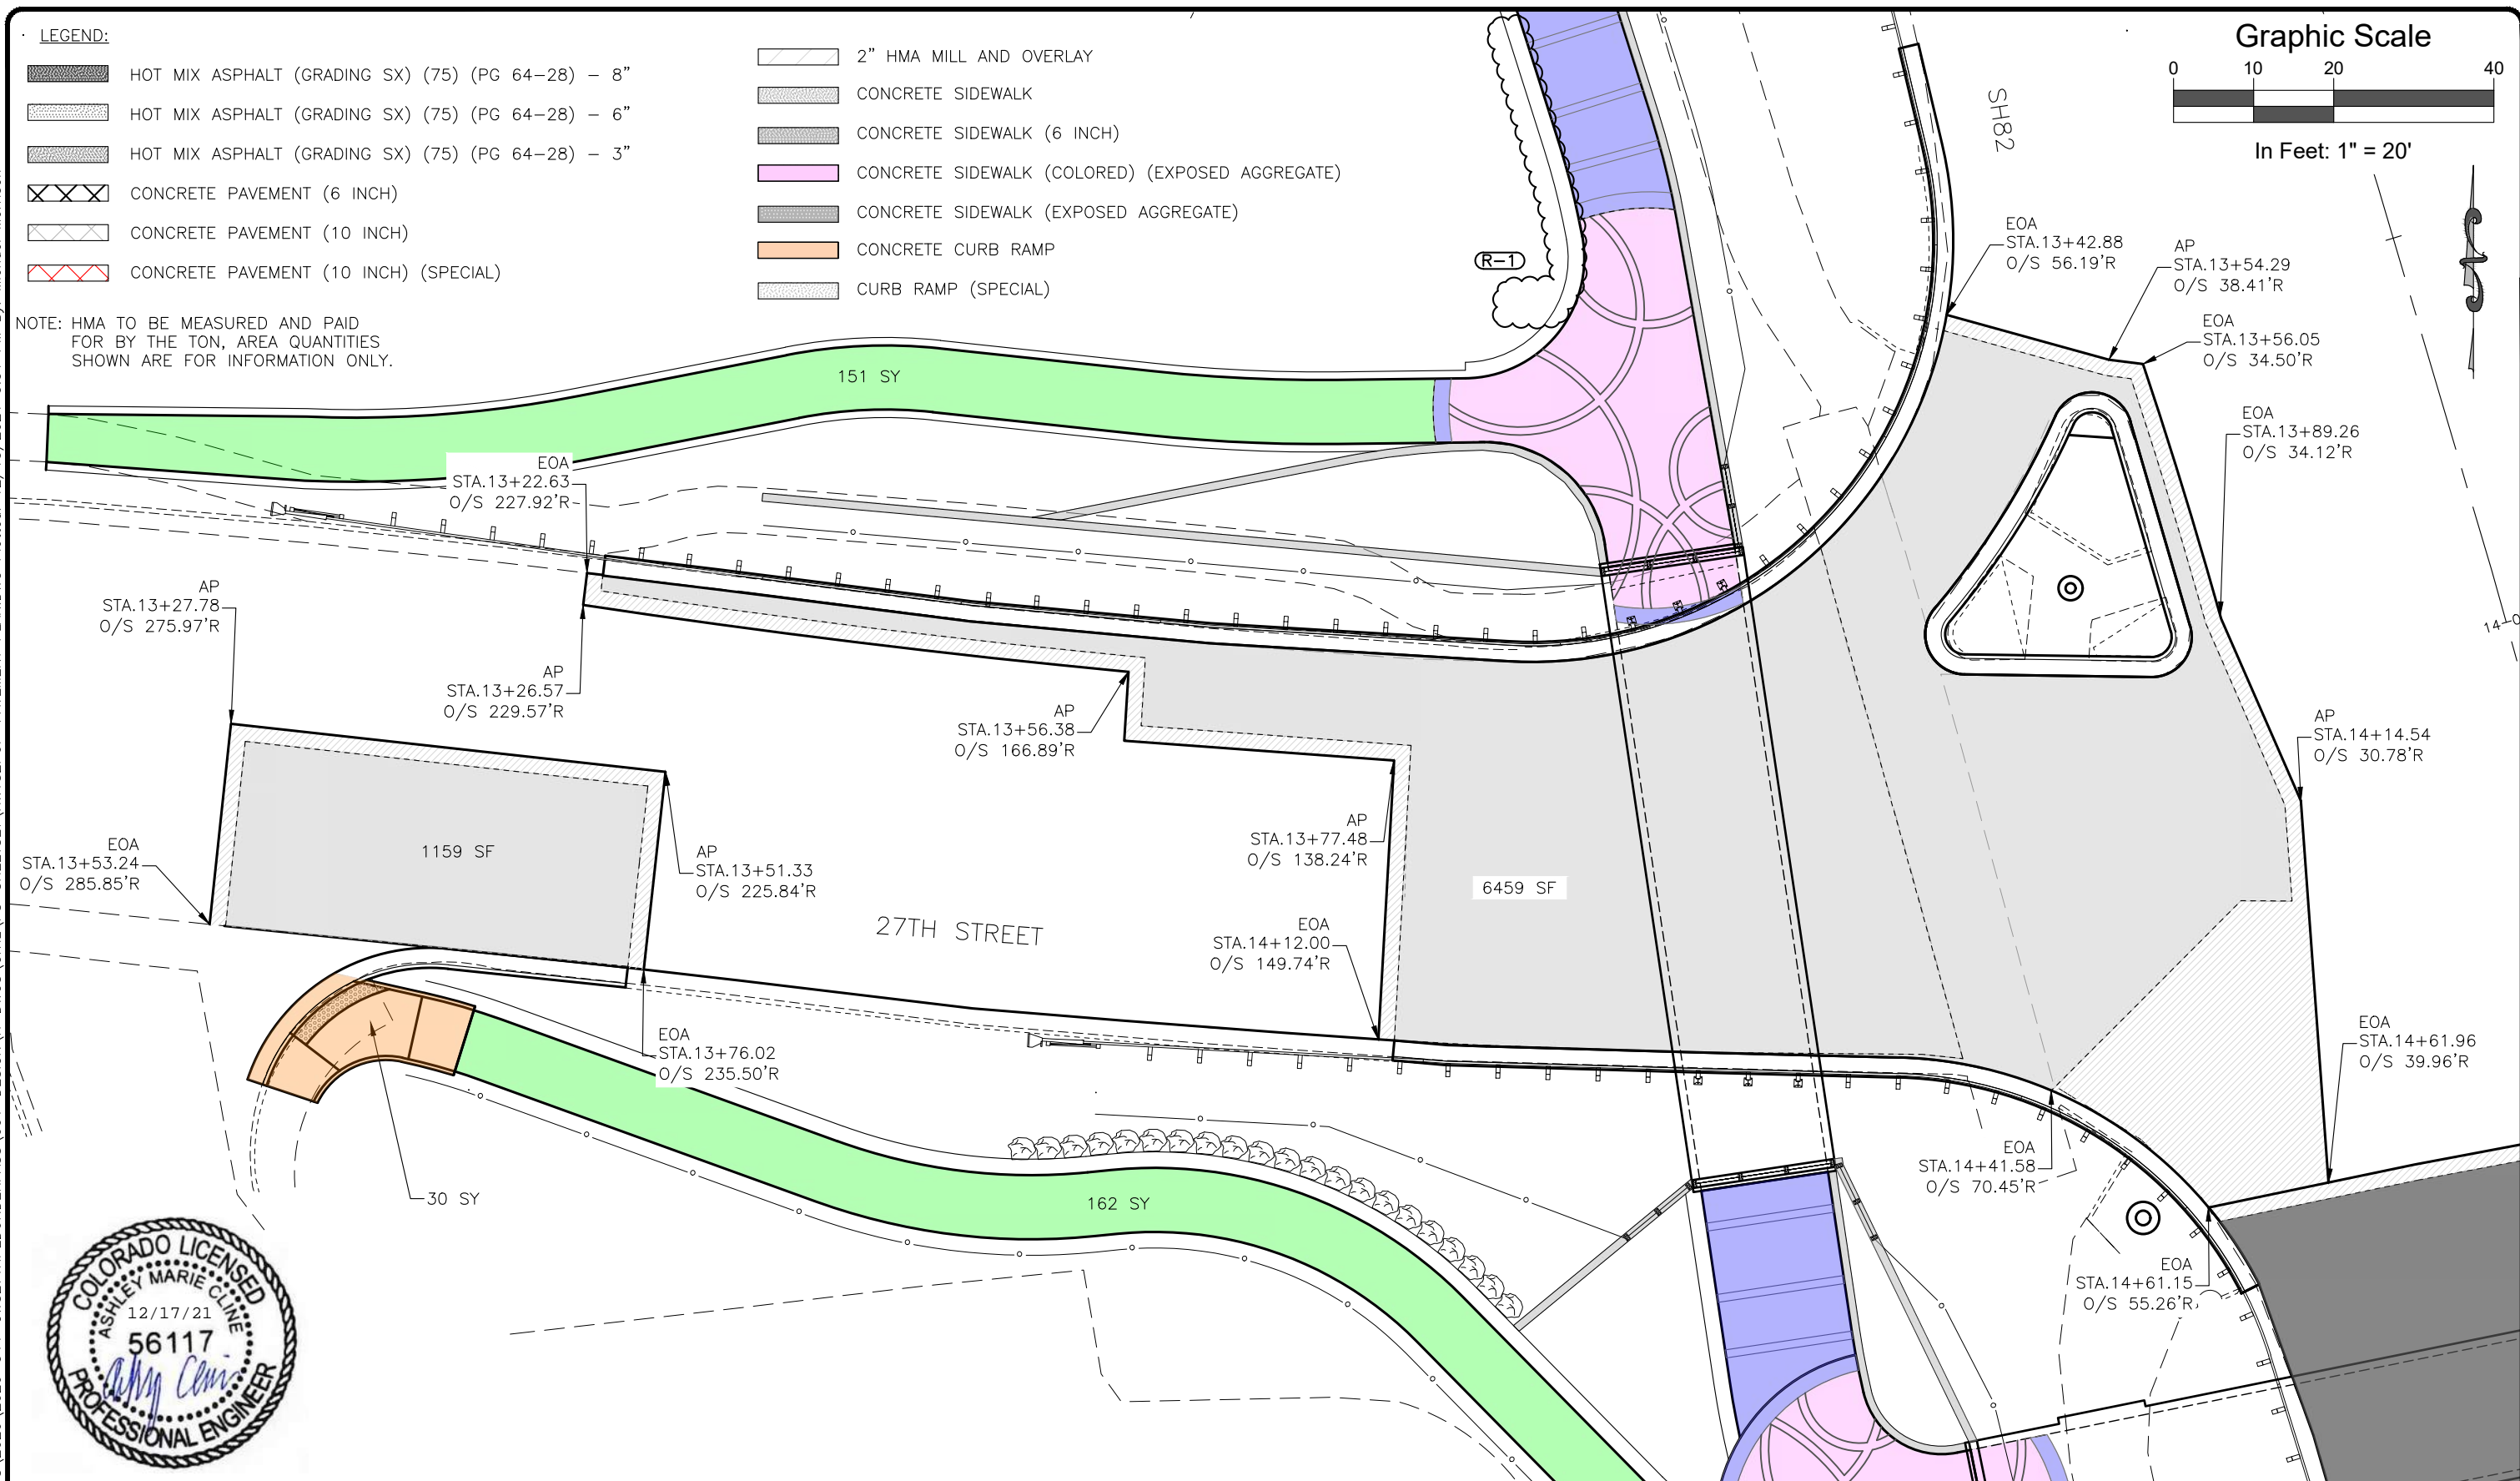 LEGEND:
HOT MIX ASPHALT (GRADING SX) (75) (PG 64-28) - 8"
HOT MIX ASPHALT (GRADING SX) (75) (PG 64-28) - 6"
HOT MIX ASPHALT (GRADING SX) (75) (PG 64-28) - 3"
CONCRETE PAVEMENT (6 INCH)
CONCRETE PAVEMENT (10 INCH)
CONCRETE PAVEMENT (10 INCH) (SPECIAL)
2" HMA MILL AND OVERLAY
CONCRETE SIDEWALK
CONCRETE SIDEWALK (6 INCH)
CONCRETE SIDEWALK (COLORED) (EXPOSED AGGREGATE)
CONCRETE SIDEWALK (EXPOSED AGGREGATE)
CONCRETE CURB RAMP
CURB RAMP (SPECIAL)
NOTE: HMA TO BE MEASURED AND PAID
FOR BY THE TON, AREA QUANTITIES
SHOWN ARE FOR INFORMATION ONLY.
Graphic Scale
0 10 20 40
In Feet: 1" = 20'
SH82
R-1
EOA
STA.13+42.88
O/S 56.19'R
AP
STA.13+54.29
O/S 38.41'R
EOA
STA.13+56.05
O/S 34.50'R
EOA
STA.13+89.26
O/S 34.12'R
151 SY
EOA
STA.13+22.63
O/S 227.92'R
AP
STA.13+27.78
O/S 275.97'R
AP
STA.13+26.57
O/S 229.57'R
AP
STA.13+56.38
O/S 166.89'R
AP
STA.14+14.54
O/S 30.78'R
EOA
STA.13+53.24
O/S 285.85'R
1159 SF
AP
STA.13+51.33
O/S 225.84'R
AP
STA.13+77.48
O/S 138.24'R
6459 SF
27TH STREET
EOA
STA.14+12.00
O/S 149.74'R
EOA
STA.13+76.02
O/S 235.50'R
EOA
STA.14+61.96
O/S 39.96'R
EOA
STA.14+41.58
O/S 70.45'R
30 SY
162 SY
EOA
STA.14+61.15
O/S 55.26'R
COLORADO LICENSED
ASHLEY MARIE CLINE
12/17/21
56117
PROFESSIONAL ENGINEER